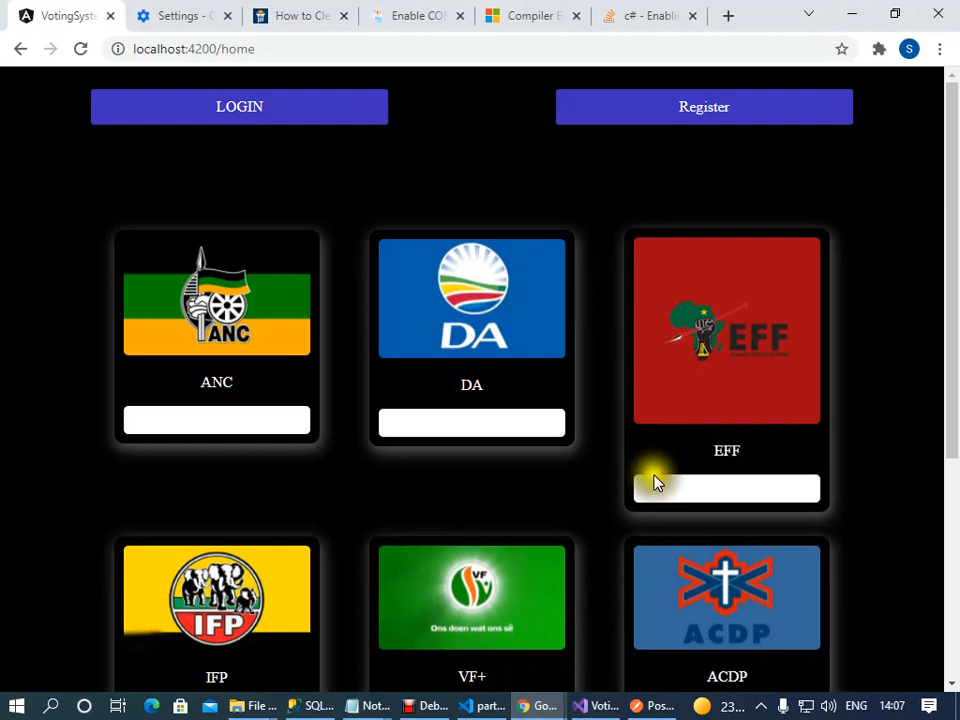 VotingSyste
Settings - C
How to Cle
Enable COR
Compiler E
c# - Enablin
localhost:4200/home
S
LOGIN
Register
ANC
DA
EFF
ANC
DA
EFF
IFP
VF
Ons doen wat ons sê
ACDP
IFP
VF+
ACDP
File ...
SQL...
Not...
Deb...
part...
Go...
Voti...
Pos...
23...
ENG
14:07